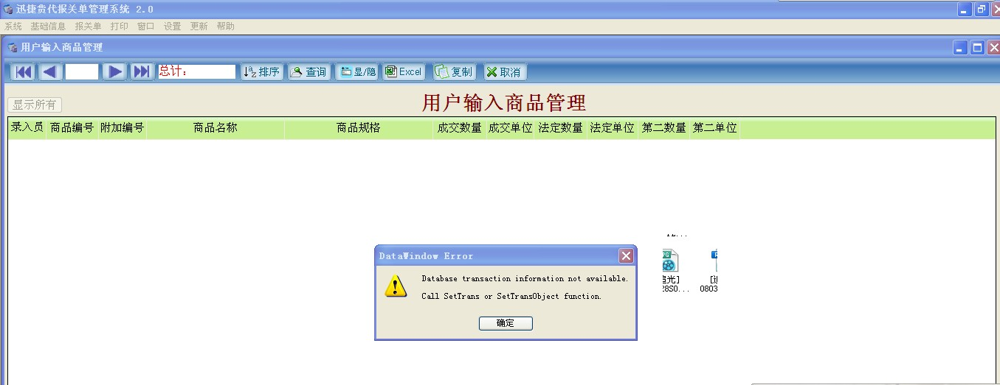 迅捷货代报关单管理系统 2.0
系统 基础信息 报关单 打印 窗口 设置 更新 帮助
用户输入商品管理
总计: 排序 查询 显/隐 Excel 复制 取消
显示所有
用户输入商品管理
录入员 商品编号 附加编号 商品名称 商品规格 成交数量 成交单位 法定数量 法定单位 第二数量 第二单位
DataWindow Error
Database transaction information not available.
Call SetTrans or SetTransObject function.
确定
28S0...
0803